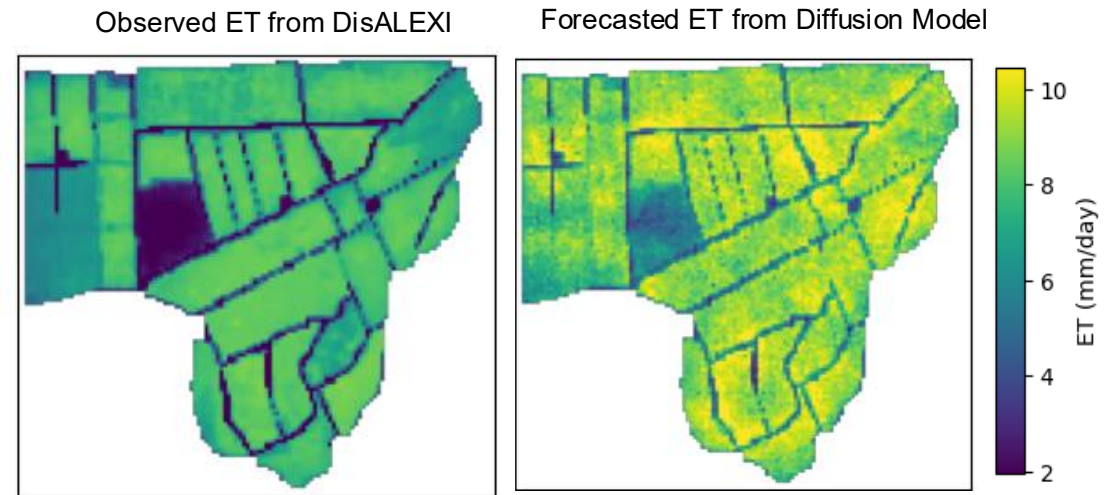 Observed ET from DisALEXI
Forecasted ET from Diffusion Model
10
8
6
4
2
ET (mm/day)